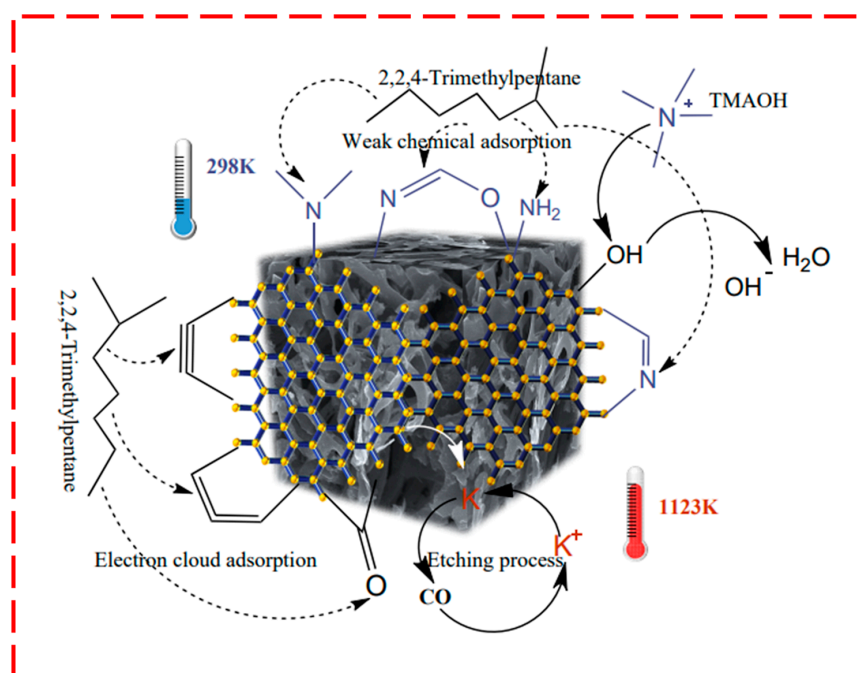 2,2,4-Trimethylpentane
N
+
TMAOH
Weak chemical adsorption
298K
N
N
O
NH₂
OH
OH⁻
H₂O
2,2,4-Trimethylpentane
N
K
1123K
Electron cloud adsorption
Etching process
K⁺
O
CO